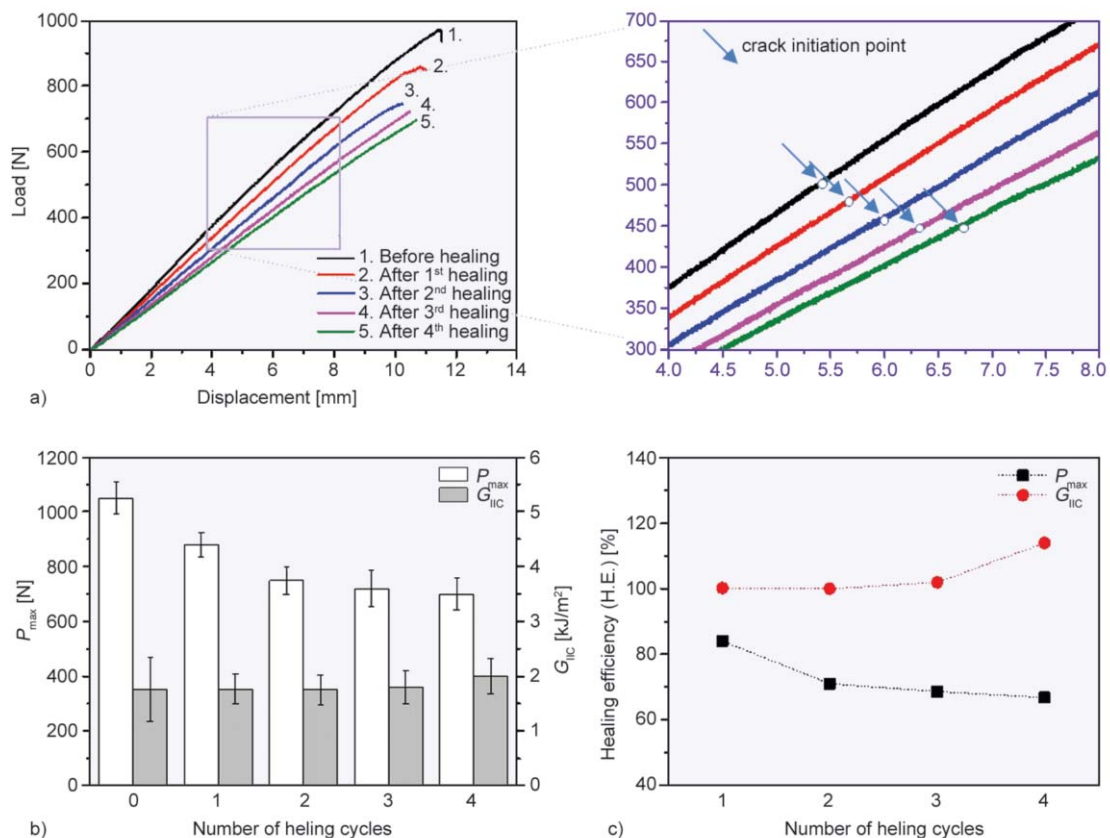 1000
800
600
400
200
0
Load [N]
0 2 4 6 8 10 12 14
Displacement [mm]
1.
2.
3.
4.
5.
1. Before healing
2. After 1st healing
3. After 2nd healing
4. After 3rd healing
5. After 4th healing
a)
700
650
600
550
500
450
400
350
300
crack initiation point
4.0 4.5 5.0 5.5 6.0 6.5 7.0 7.5 8.0
1200
1000
800
600
400
200
0
Pmax [N]
Pmax
GIIC
6
5
4
3
2
1
0
GIIC [kJ/m2]
0 1 2 3 4
b) Number of heling cycles
140
120
100
80
60
40
Healing efficiency (H.E.) [%]
Pmax
GIIC
1 2 3 4
c) Number of heling cycles